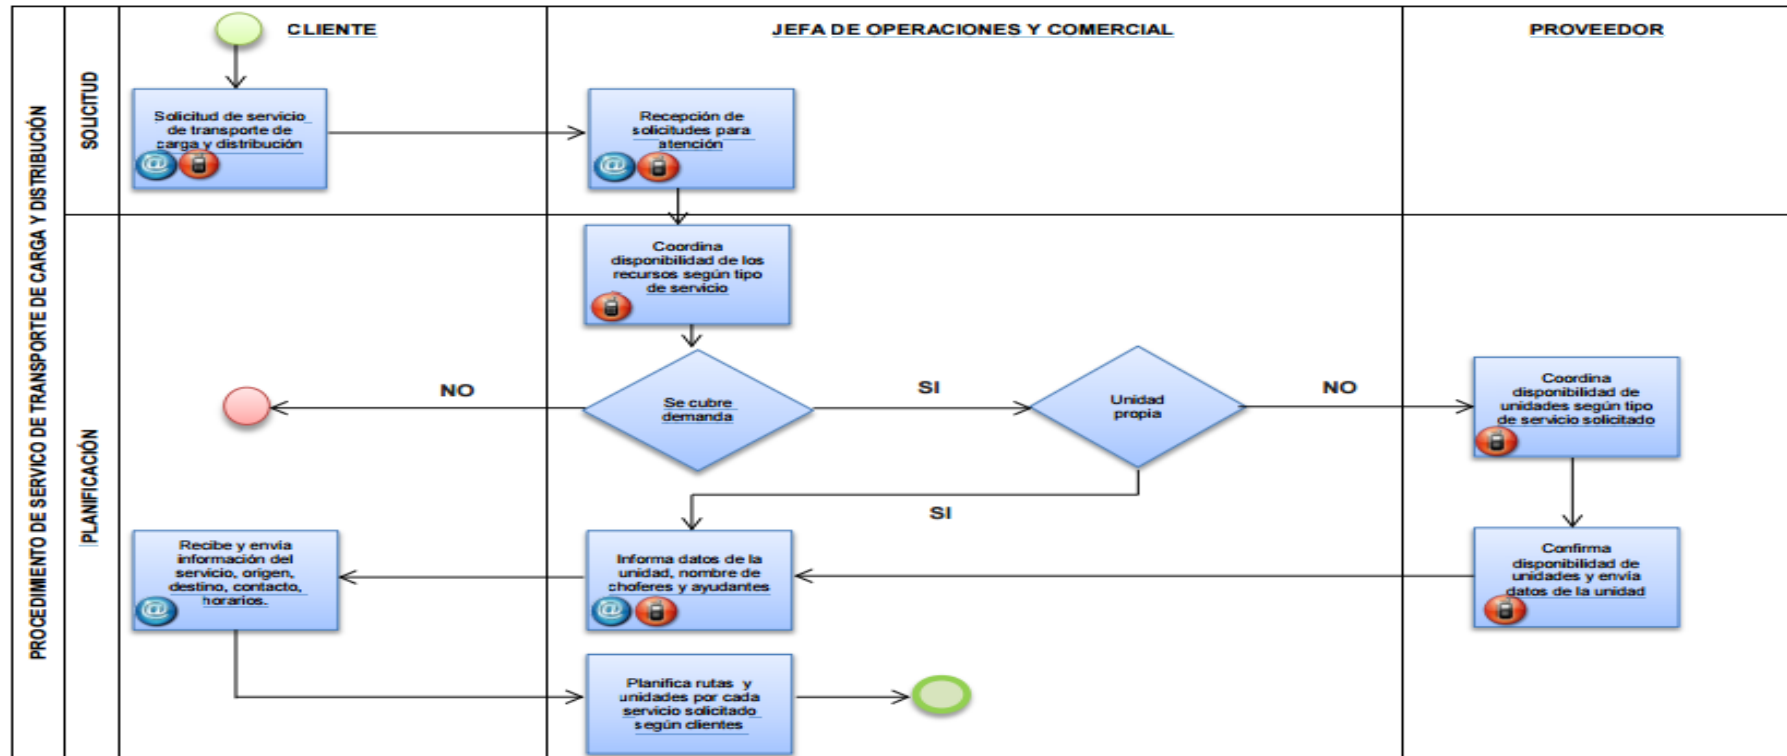 PROCEDIMIENTO DE SERVICO DE TRANSPORTE DE CARGA Y DISTRIBUCIÓN
SOLICITUD
CLIENTE
JEFA DE OPERACIONES Y COMERCIAL
PROVEEDOR
Solicitud de servicio
de transporte de
carga y distribución
@
Recepción de
solicitudes para
atención
@
PLANIFICACIÓN
Coordina
disponibilidad de los
recursos según tipo
de servicio
NO
Se cubre
demanda
SI
Unidad
propia
NO
Coordina
disponibilidad de
unidades según tipo
de servicio solicitado
SI
Recibe y envía
información del
servicio, origen,
destino, contacto,
horarios.
@
Informa datos de la
unidad, nombre de
choferes y ayudantes
@
Confirma
disponibilidad de
unidades y envía
datos de la unidad
Planifica rutas y
unidades por cada
servicio solicitado
según clientes